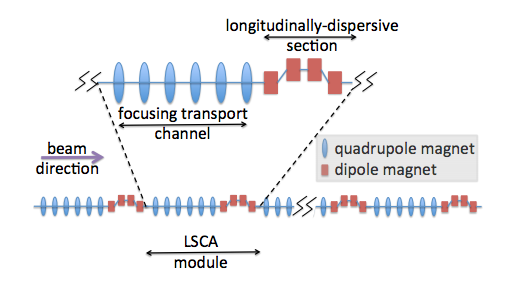 longitudinally-dispersive
section
focusing transport
channel
beam
direction
quadrupole magnet
dipole magnet
LSCA
module